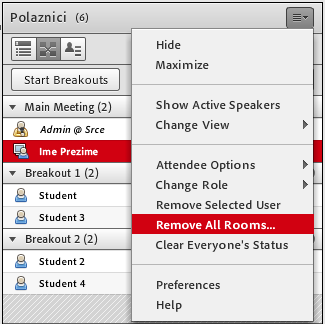 Polaznici (6)
Start Breakouts
Main Meeting (2)
Admin @ Srce
Ime Prezime
Breakout 1 (2)
Student
Student 3
Breakout 2 (2)
Student 2
Student 4
Hide
Maximize
Show Active Speakers
Change View
Attendee Options
Change Role
Remove Selected User
Remove All Rooms...
Clear Everyone's Status
Preferences
Help